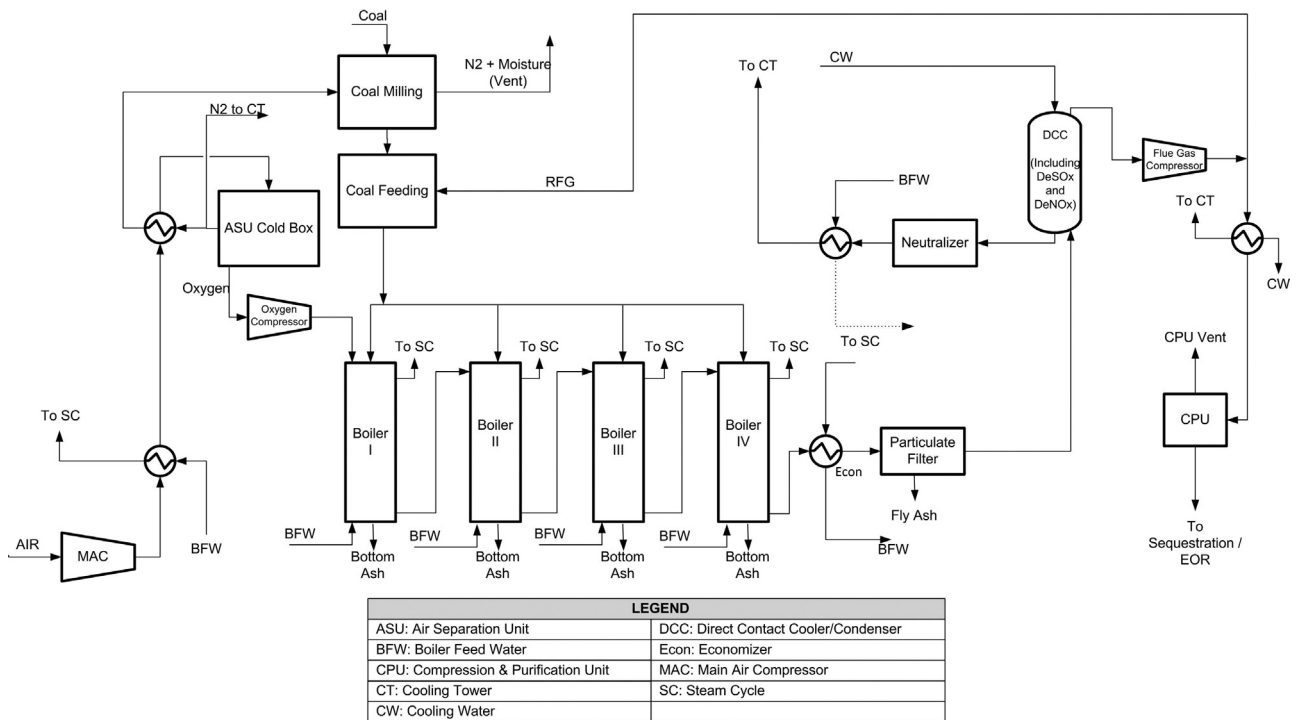 Coal
Coal Milling
N2 + Moisture
(Vent)
N2 to CT
Coal Feeding
RFG
ASU Cold Box
Oxygen
Oxygen
Compressor
To SC
BFW
AIR
MAC
Boiler
I
To SC
BFW
Bottom
Ash
Boiler
II
To SC
BFW
Bottom
Ash
Boiler
III
To SC
BFW
Bottom
Ash
Boiler
IV
To SC
BFW
Bottom
Ash
To CT
CW
BFW
Neutralizer
To SC
DCC
(Including
DeSOx
and
DeNOx)
Flue Gas
Compressor
To CT
CW
Econ
BFW
Particulate
Filter
Fly Ash
CPU Vent
CPU
To
Sequestration /
EOR
LEGEND
ASU: Air Separation Unit
DCC: Direct Contact Cooler/Condenser
BFW: Boiler Feed Water
Econ: Economizer
CPU: Compression & Purification Unit
MAC: Main Air Compressor
CT: Cooling Tower
SC: Steam Cycle
CW: Cooling Water